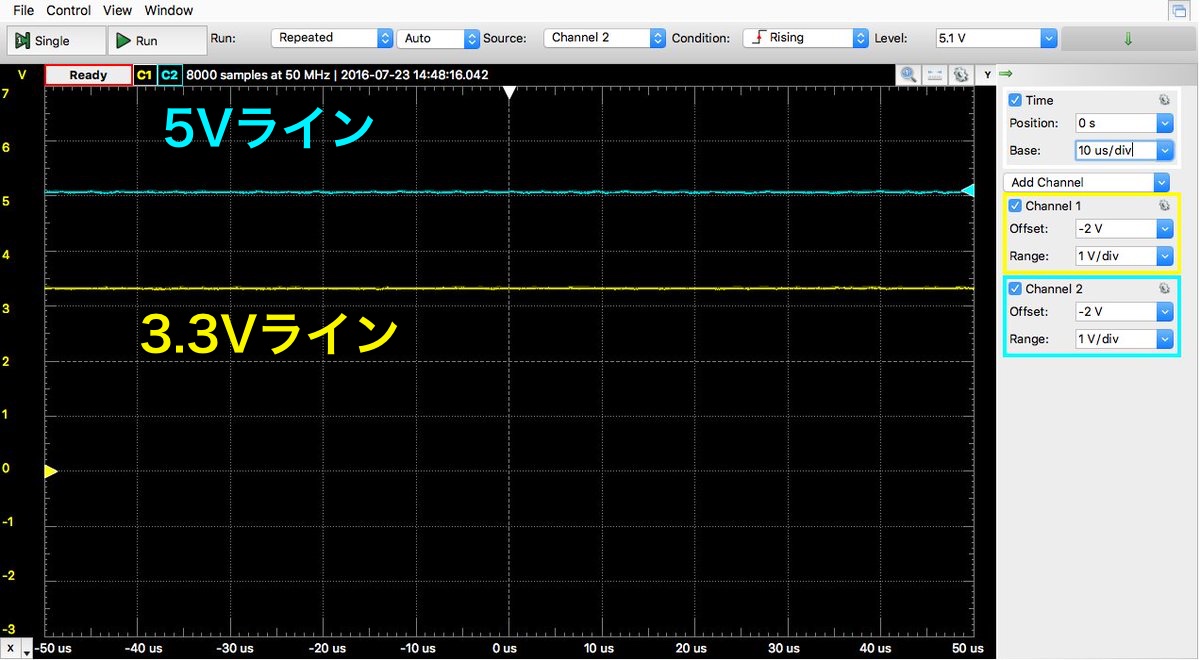 File Control View Window
Single Run Run: Repeated Auto Source: Channel 2 Condition: Rising Level: 5.1 V
V Ready C1 C2 8000 samples at 50 MHz | 2016-07-23 14:48:16.042 Y
7
6
5
4
3
2
1
0
-1
-2
-3
5Vライン
3.3Vライン
X -50 us -40 us -30 us -20 us -10 us 0 us 10 us 20 us 30 us 40 us 50 us
Time
Position: 0 s
Base: 10 us/div
Add Channel
Channel 1
Offset: -2 V
Range: 1 V/div
Channel 2
Offset: -2 V
Range: 1 V/div